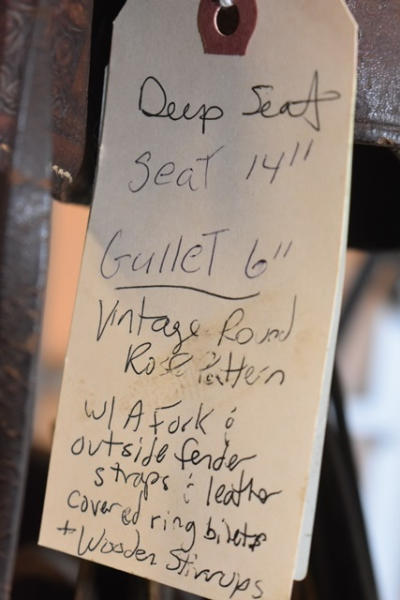 Deep Seat
Seat 14"
Gullet 6"
Vintage Round
Rose Pattern
w/ A Fork &
outside fender
straps & leather
covered ring binets
+ Wooden Stirrups